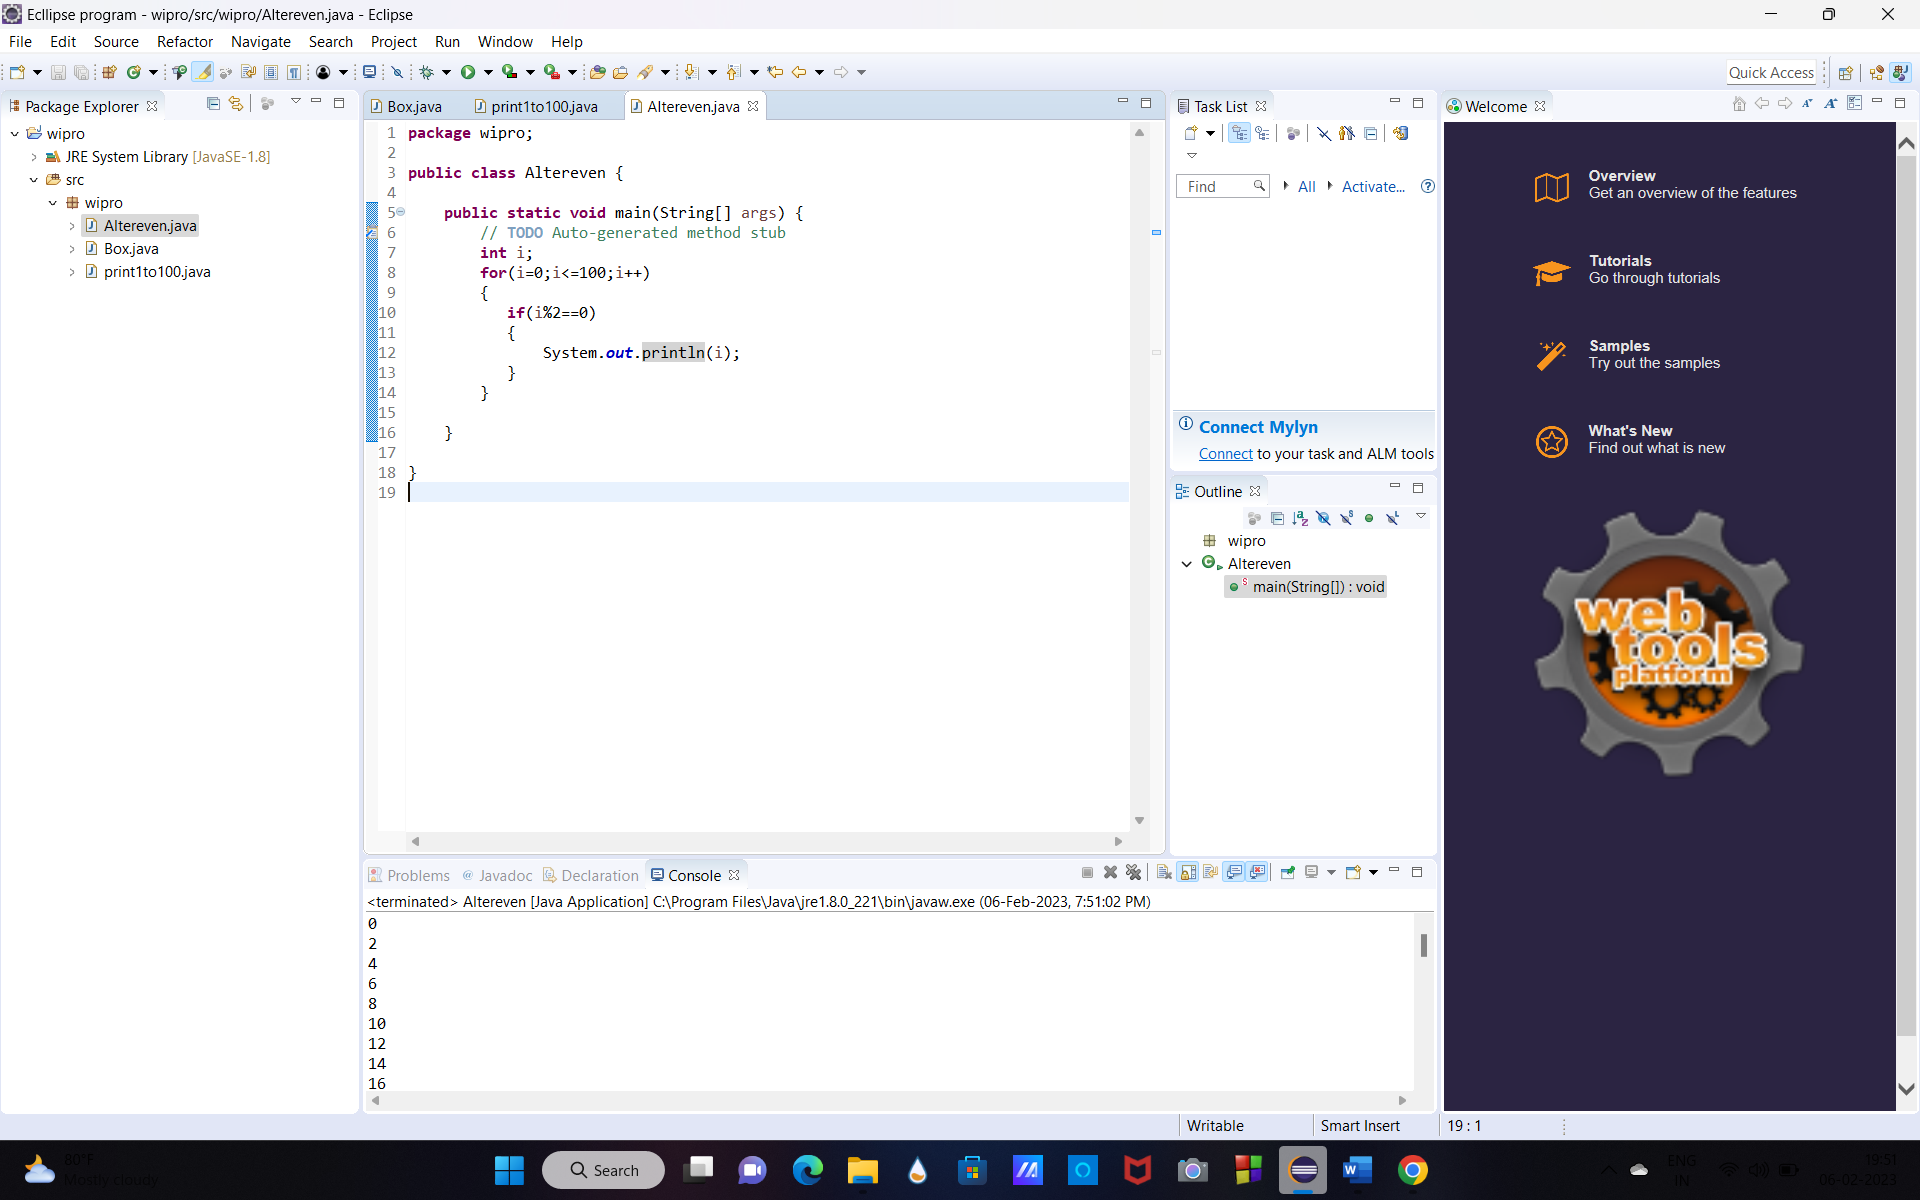 Ecllipse program - wipro/src/wipro/Altereven.java - Eclipse
File Edit Source Refactor Navigate Search Project Run Window Help
Quick Access
Package Explorer
wipro
JRE System Library [JavaSE-1.8]
src
wipro
Altereven.java
Box.java
print1to100.java
Box.java print1to100.java Altereven.java
1 package wipro;
2
3 public class Altereven {
4
5 public static void main(String[] args) {
6 // TODO Auto-generated method stub
7 int i;
8 for(i=0;i<=100;i++)
9 {
10 if(i%2==0)
11 {
12 System.out.println(i);
13 }
14 }
15
16 }
17
18 }
19
Task List
Find All Activate...
Connect Mylyn
Connect to your task and ALM tools
Outline
wipro
Altereven
main(String[]) : void
Welcome
Overview
Get an overview of the features
Tutorials
Go through tutorials
Samples
Try out the samples
What's New
Find out what is new
web
tools
platform
Problems Javadoc Declaration Console
<terminated> Altereven [Java Application] C:\Program Files\Java\jre1.8.0_221\bin\javaw.exe (06-Feb-2023, 7:51:02 PM)
0
2
4
6
8
10
12
14
16
Writable Smart Insert 19 : 1
80°F
Mostly cloudy
Search
ENG
IN
19:51
06-02-2023